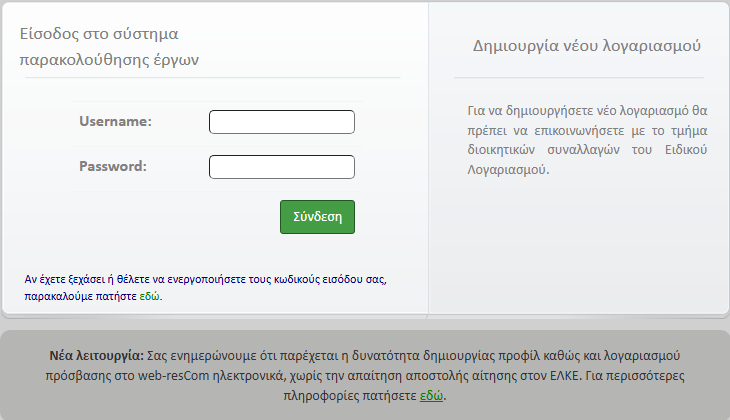 Είσοδος στο σύστημα
παρακολούθησης έργων
Username:
Password:
Σύνδεση
Αν έχετε ξεχάσει ή θέλετε να ενεργοποιήσετε τους κωδικούς εισόδου σας,
παρακαλούμε πατήστε εδώ.
Δημιουργία νέου λογαριασμού
Για να δημιουργήσετε νέο λογαριασμό θα
πρέπει να επικοινωνήσετε με το τμήμα
διοικητικών συναλλαγών του Ειδικού
Λογαριασμού.
Νέα λειτουργία: Σας ενημερώνουμε ότι παρέχεται η δυνατότητα δημιουργίας προφίλ καθώς και λογαριασμού
πρόσβασης στο web-resCom ηλεκτρονικά, χωρίς την απαίτηση αποστολής αίτησης στον ΕΛΚΕ. Για περισσότερες
πληροφορίες πατήσετε εδώ.